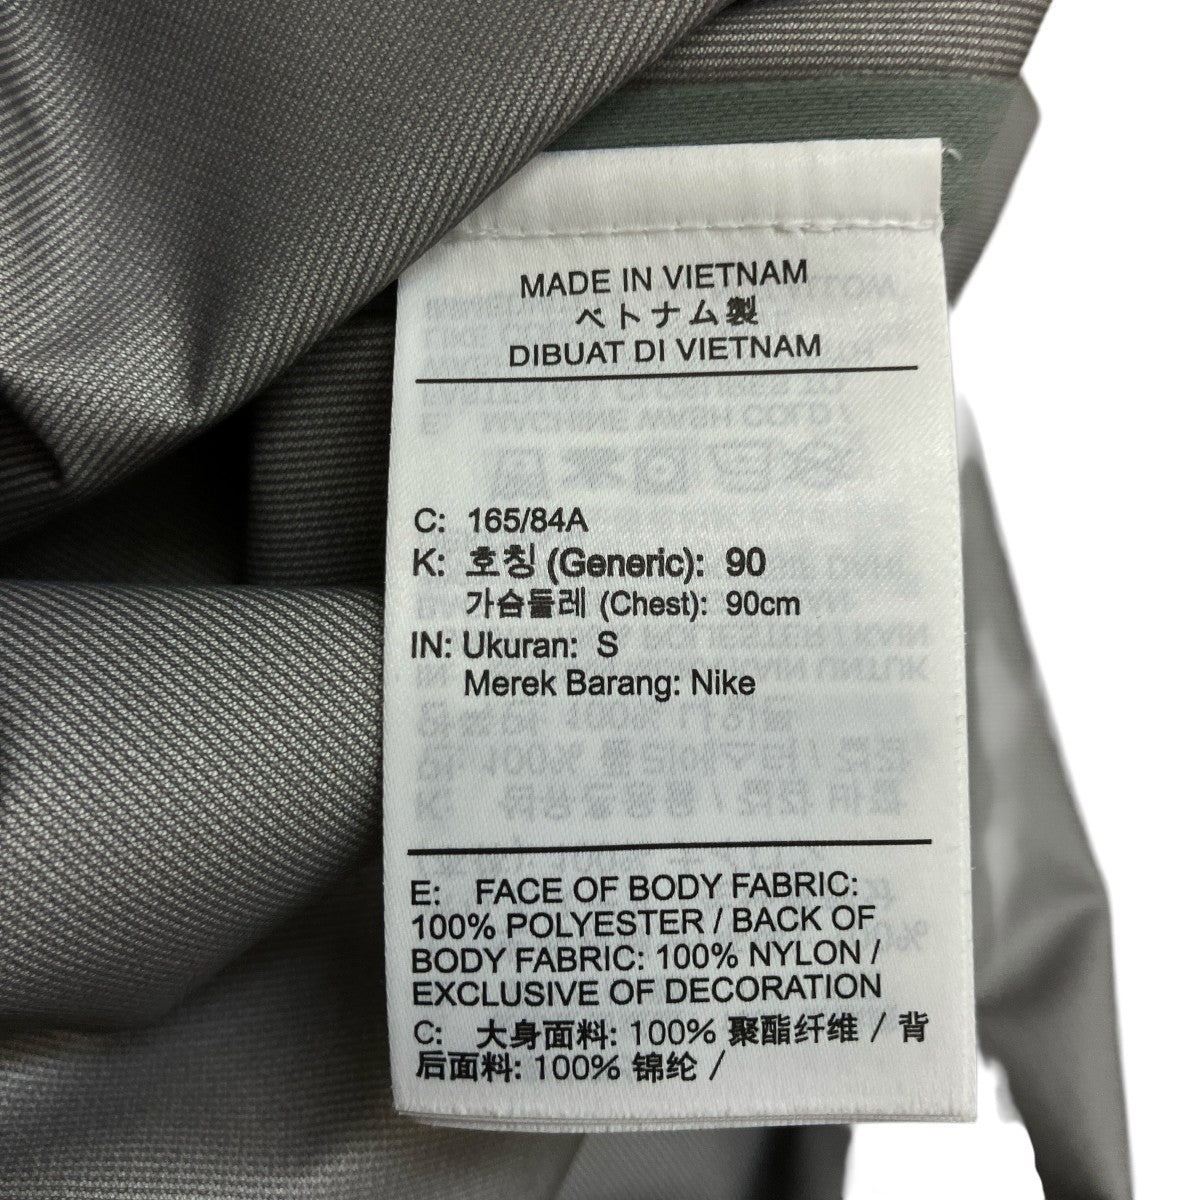 MADE IN VIETNAM
ベトナム製
DIBUAT DI VIETNAM
C: 165/84A
K: 호칭 (Generic): 90
가슴둘레 (Chest): 90cm
IN: Ukuran: S
Merek Barang: Nike
E: FACE OF BODY FABRIC:
100% POLYESTER / BACK OF
BODY FABRIC: 100% NYLON /
EXCLUSIVE OF DECORATION
C: 大身面料: 100% 聚酯纤维 / 背
后面料: 100% 锦纶 /